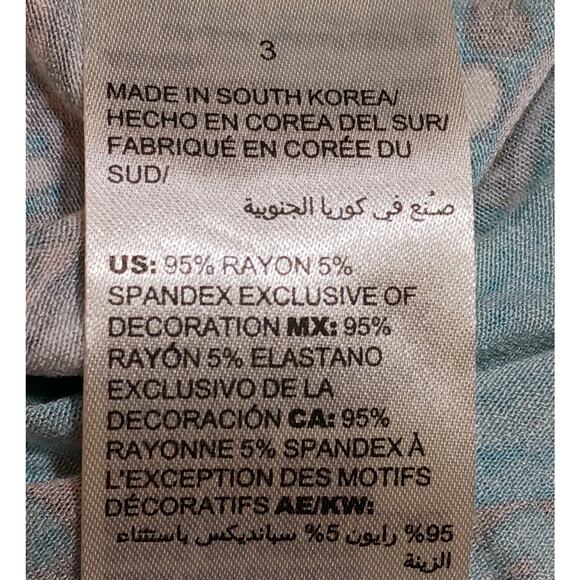 3
MADE IN SOUTH KOREA/
HECHO EN COREA DEL SUR/
FABRIQUÉ EN CORÉE DU
SUD/
صُنع في كوريا الجنوبية
US: 95% RAYON 5%
SPANDEX EXCLUSIVE OF
DECORATION MX: 95%
RAYÓN 5% ELASTANO
EXCLUSIVO DE LA
DECORACIÓN CA: 95%
RAYONNE 5% SPANDEX À
L'EXCEPTION DES MOTIFS
DÉCORATIFS AE/KW:
95% رايون 5% سبانديكس باستثناء
الزينة